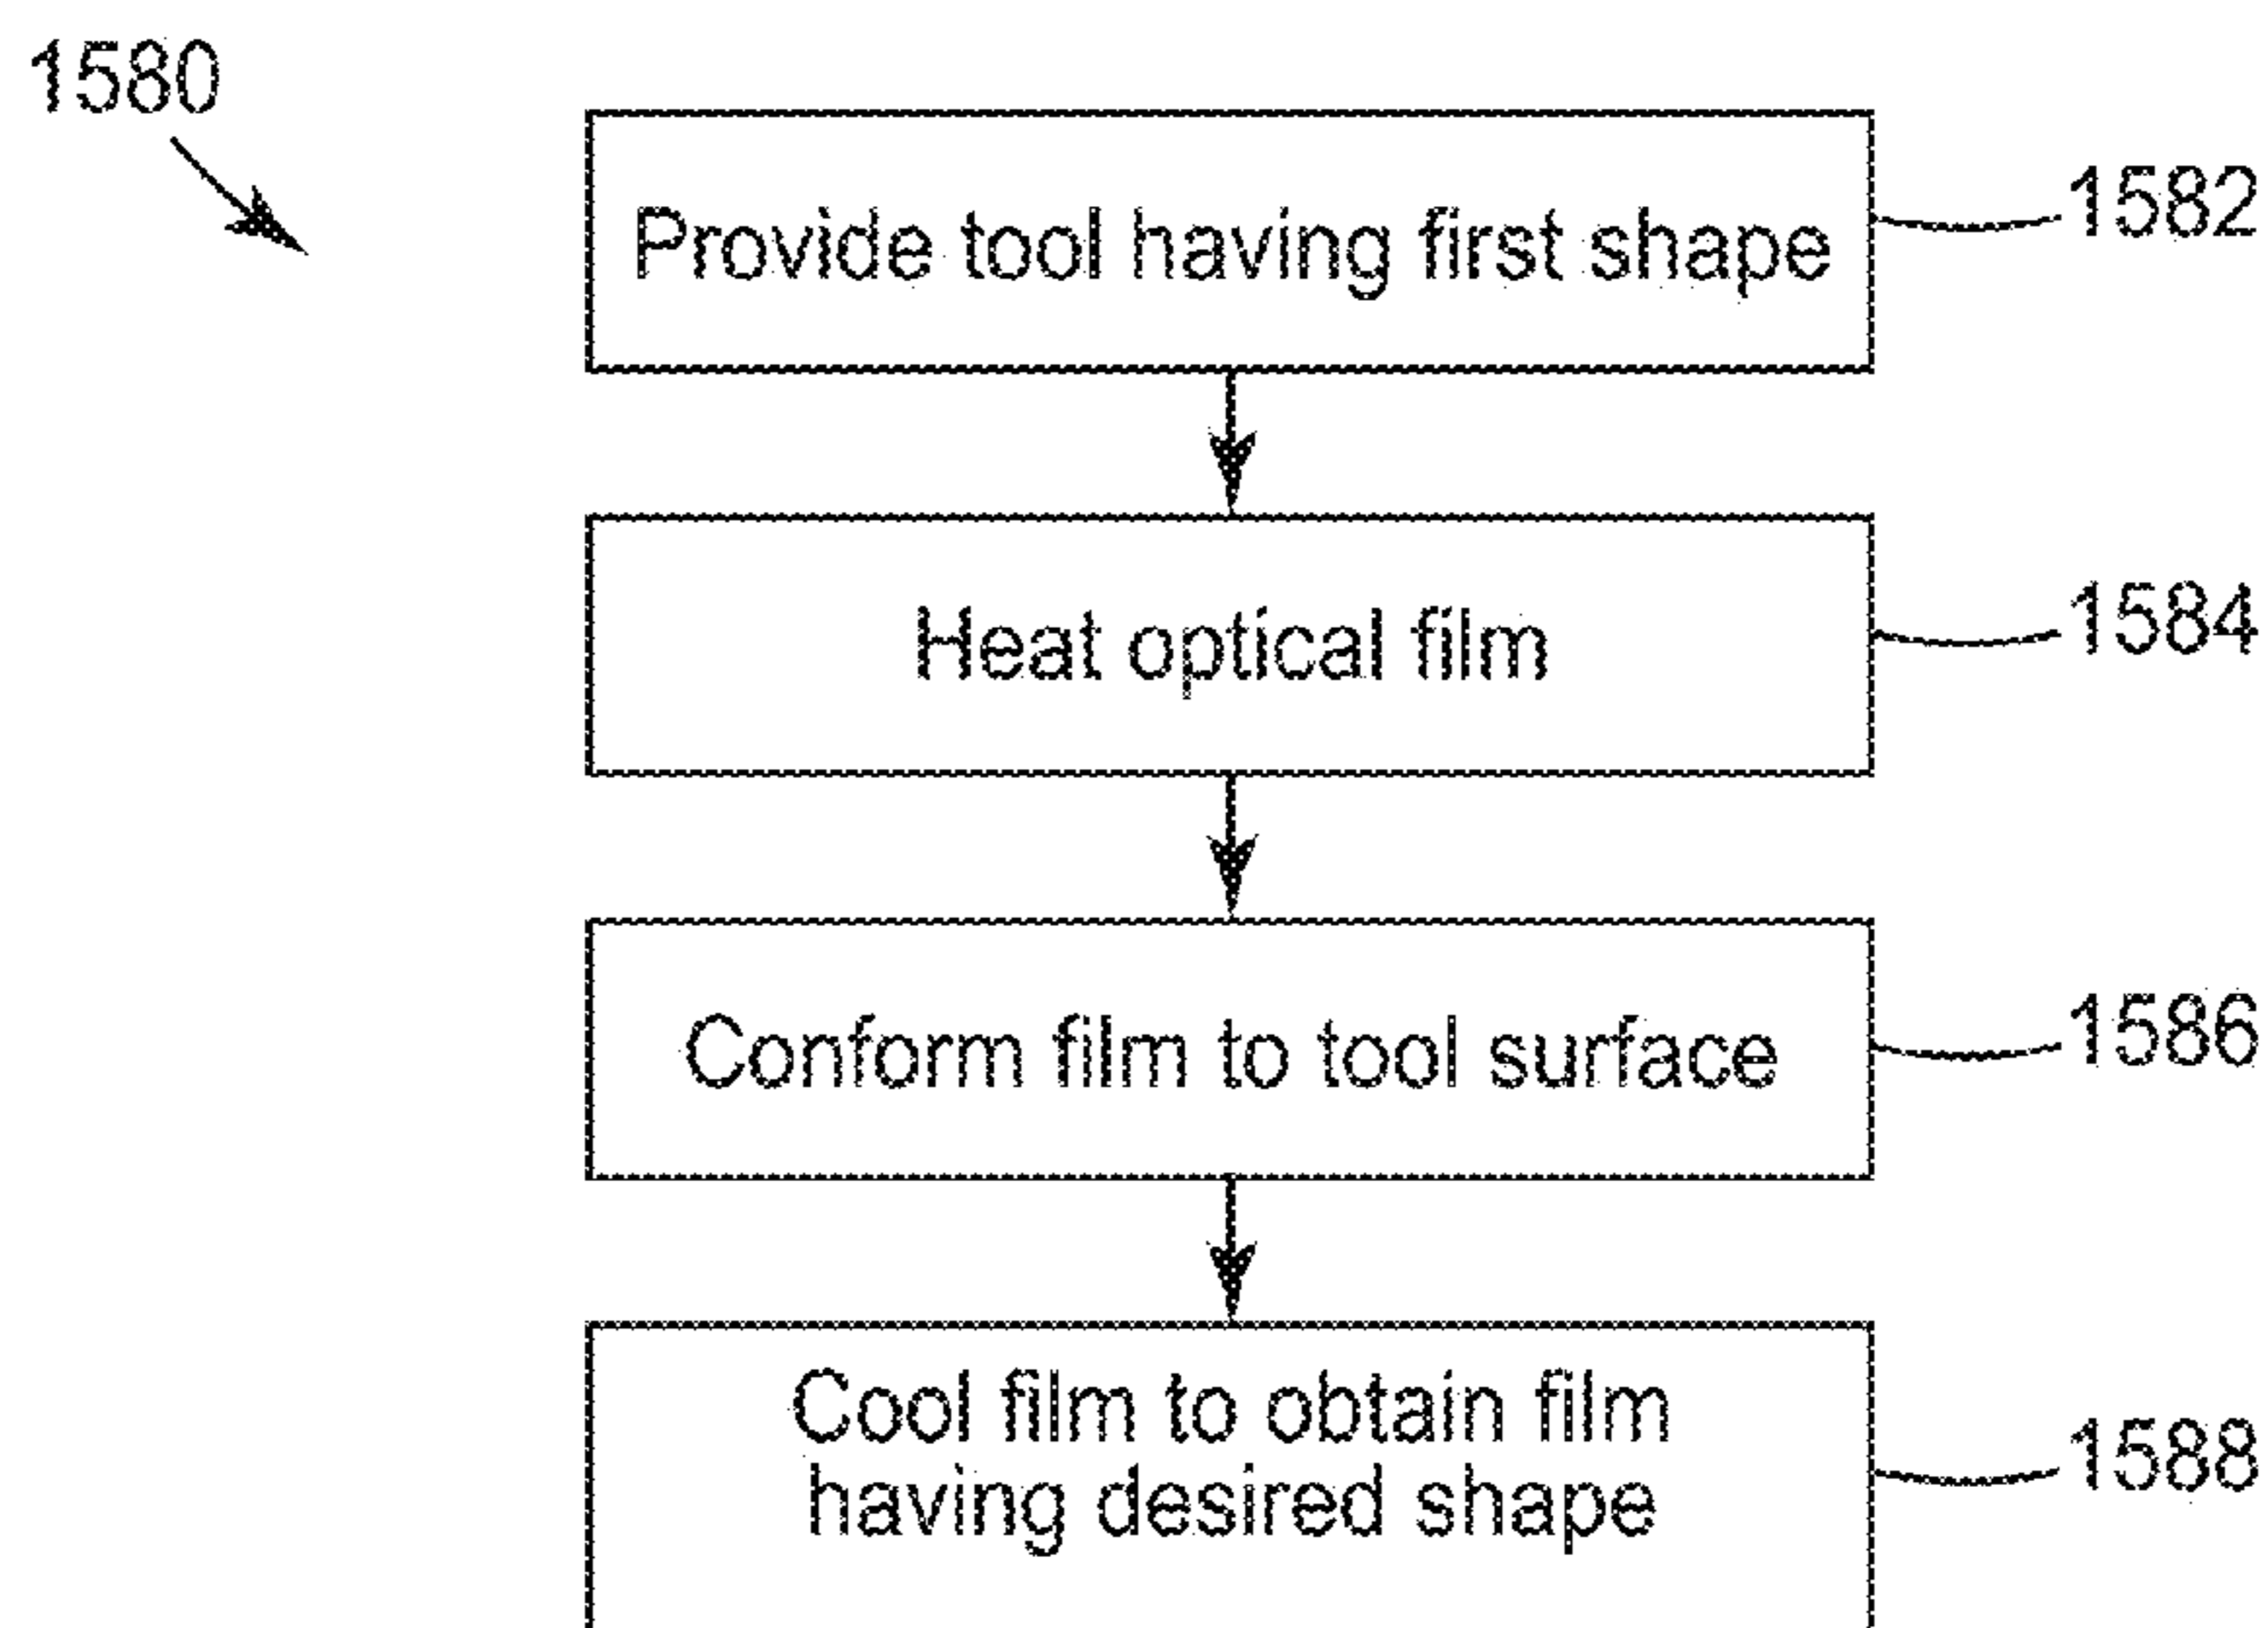 1580
Provide tool having first shape
1582
Heat optical film
1584
Conform film to tool surface
1586
Cool film to obtain film
having desired shape
1588